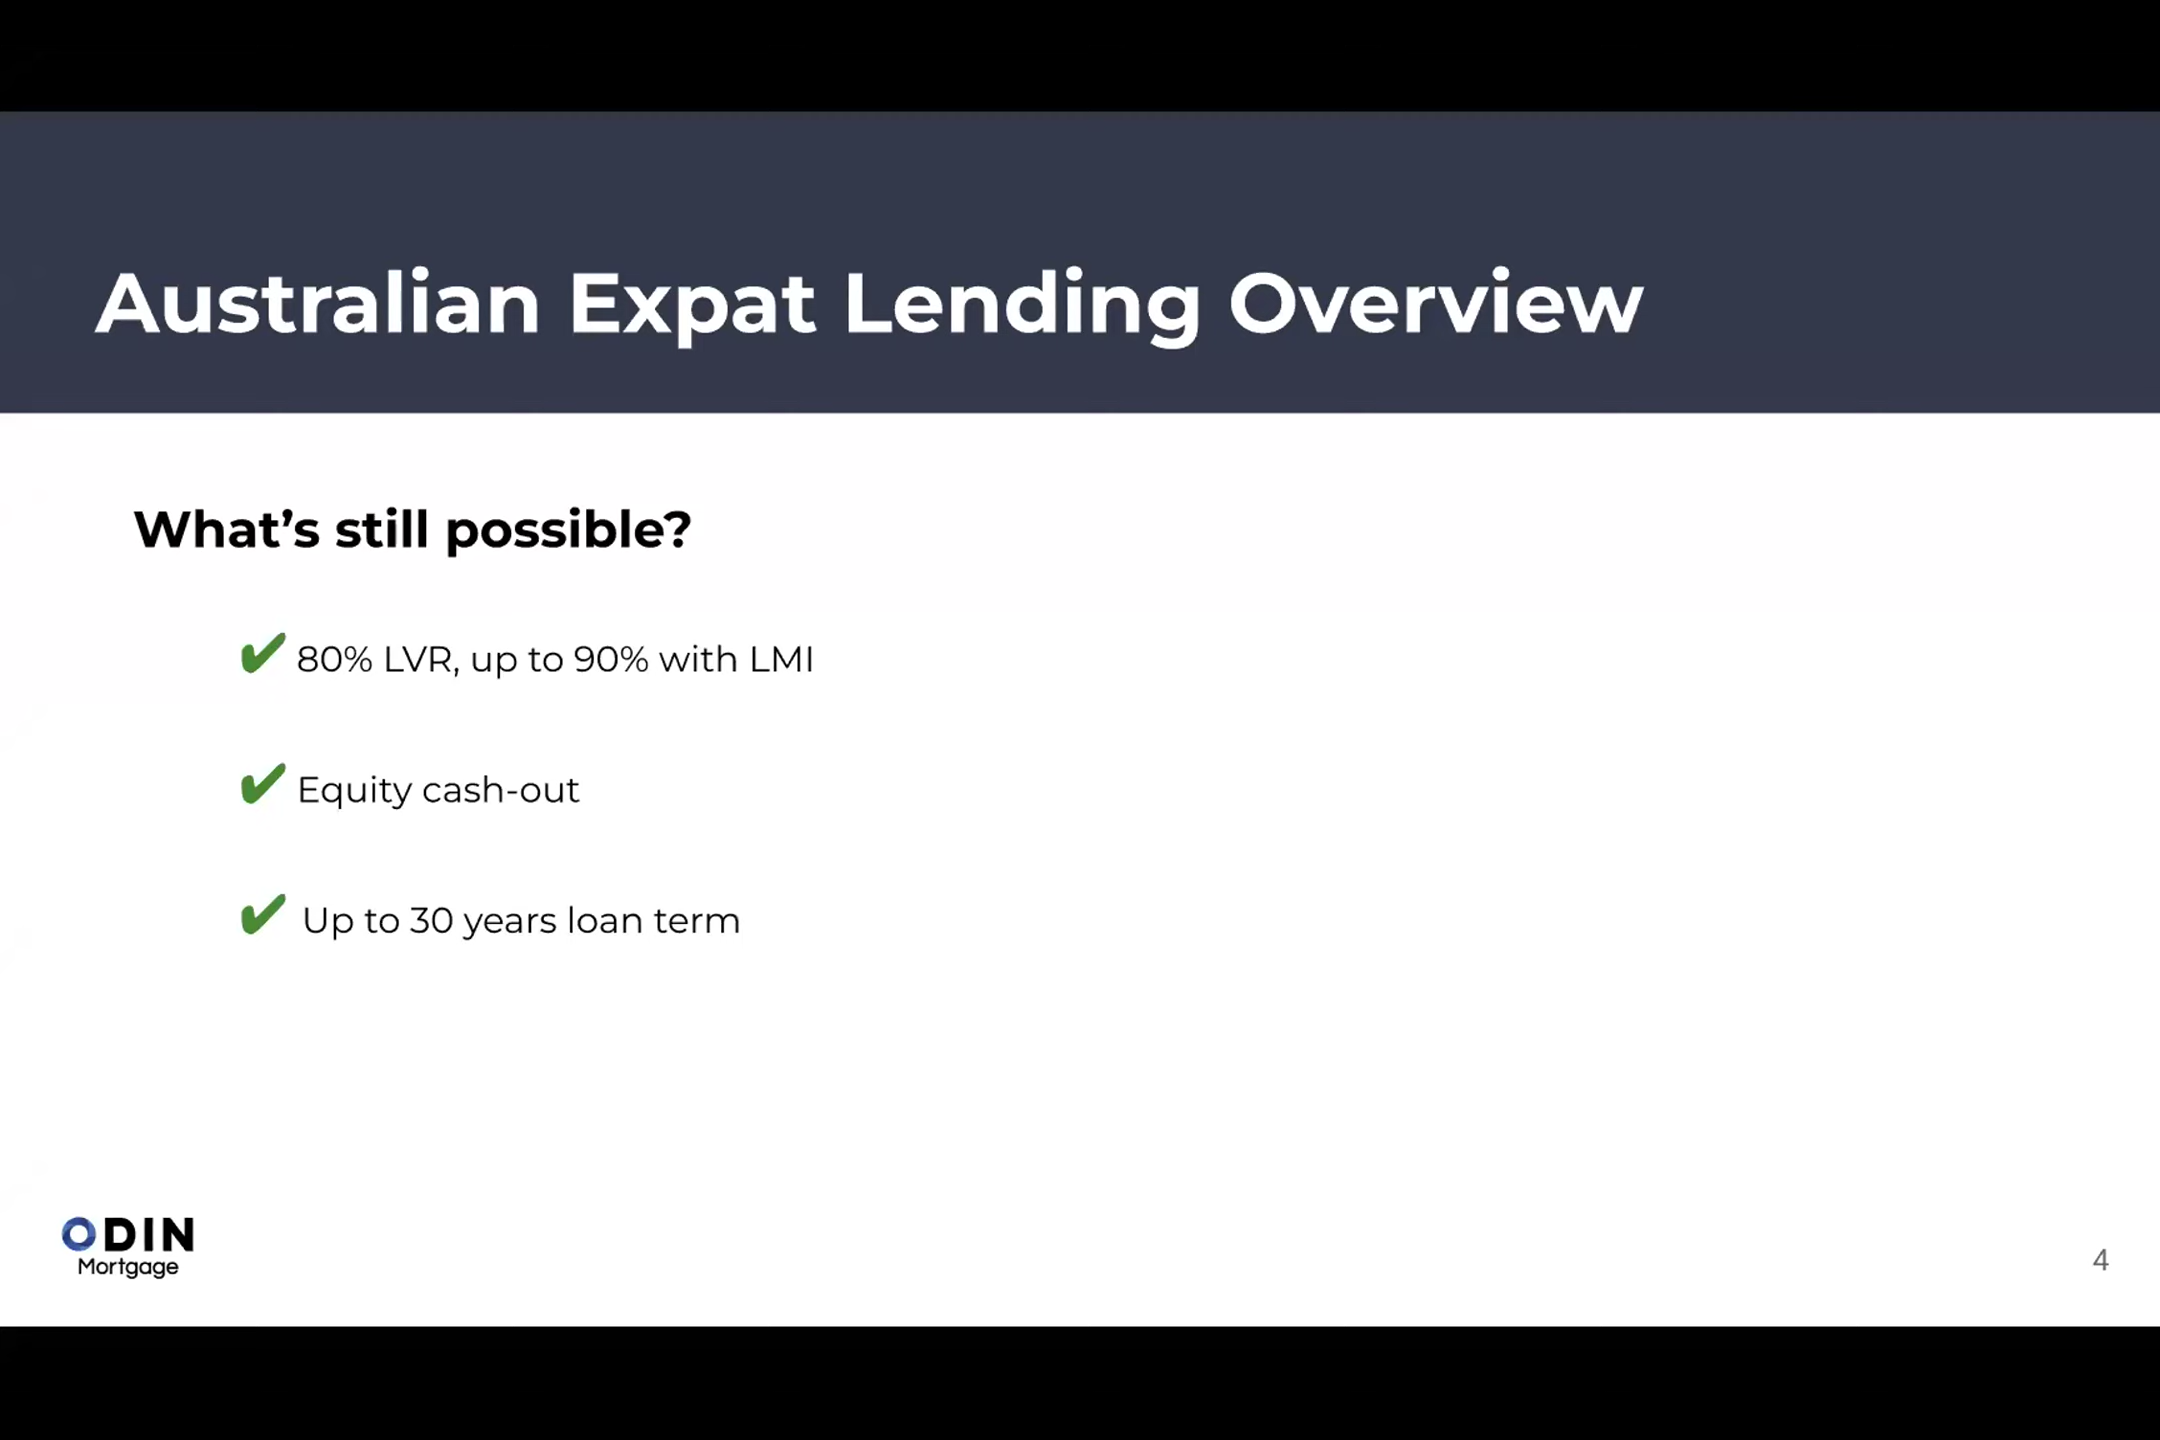 Australian Expat Lending Overview
What’s still possible?
✔ 80% LVR, up to 90% with LMI
✔ Equity cash-out
✔ Up to 30 years loan term
ODIN
Mortgage
4